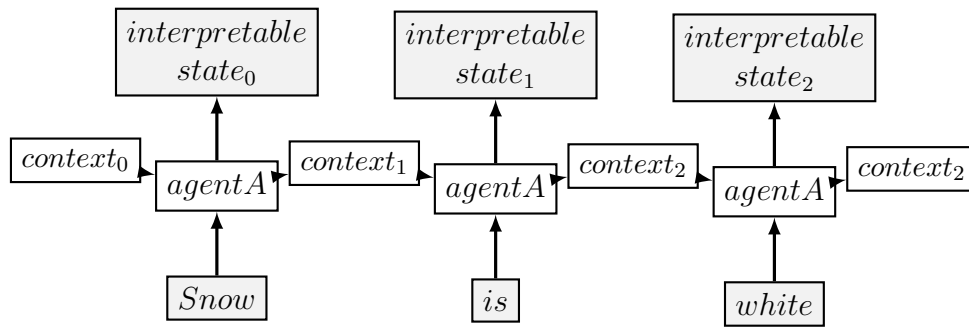 interpretable
state₀
interpretable
state₁
interpretable
state₂
context₀
agentA
context₁
agentA
context₂
agentA
context₂
Snow
is
white